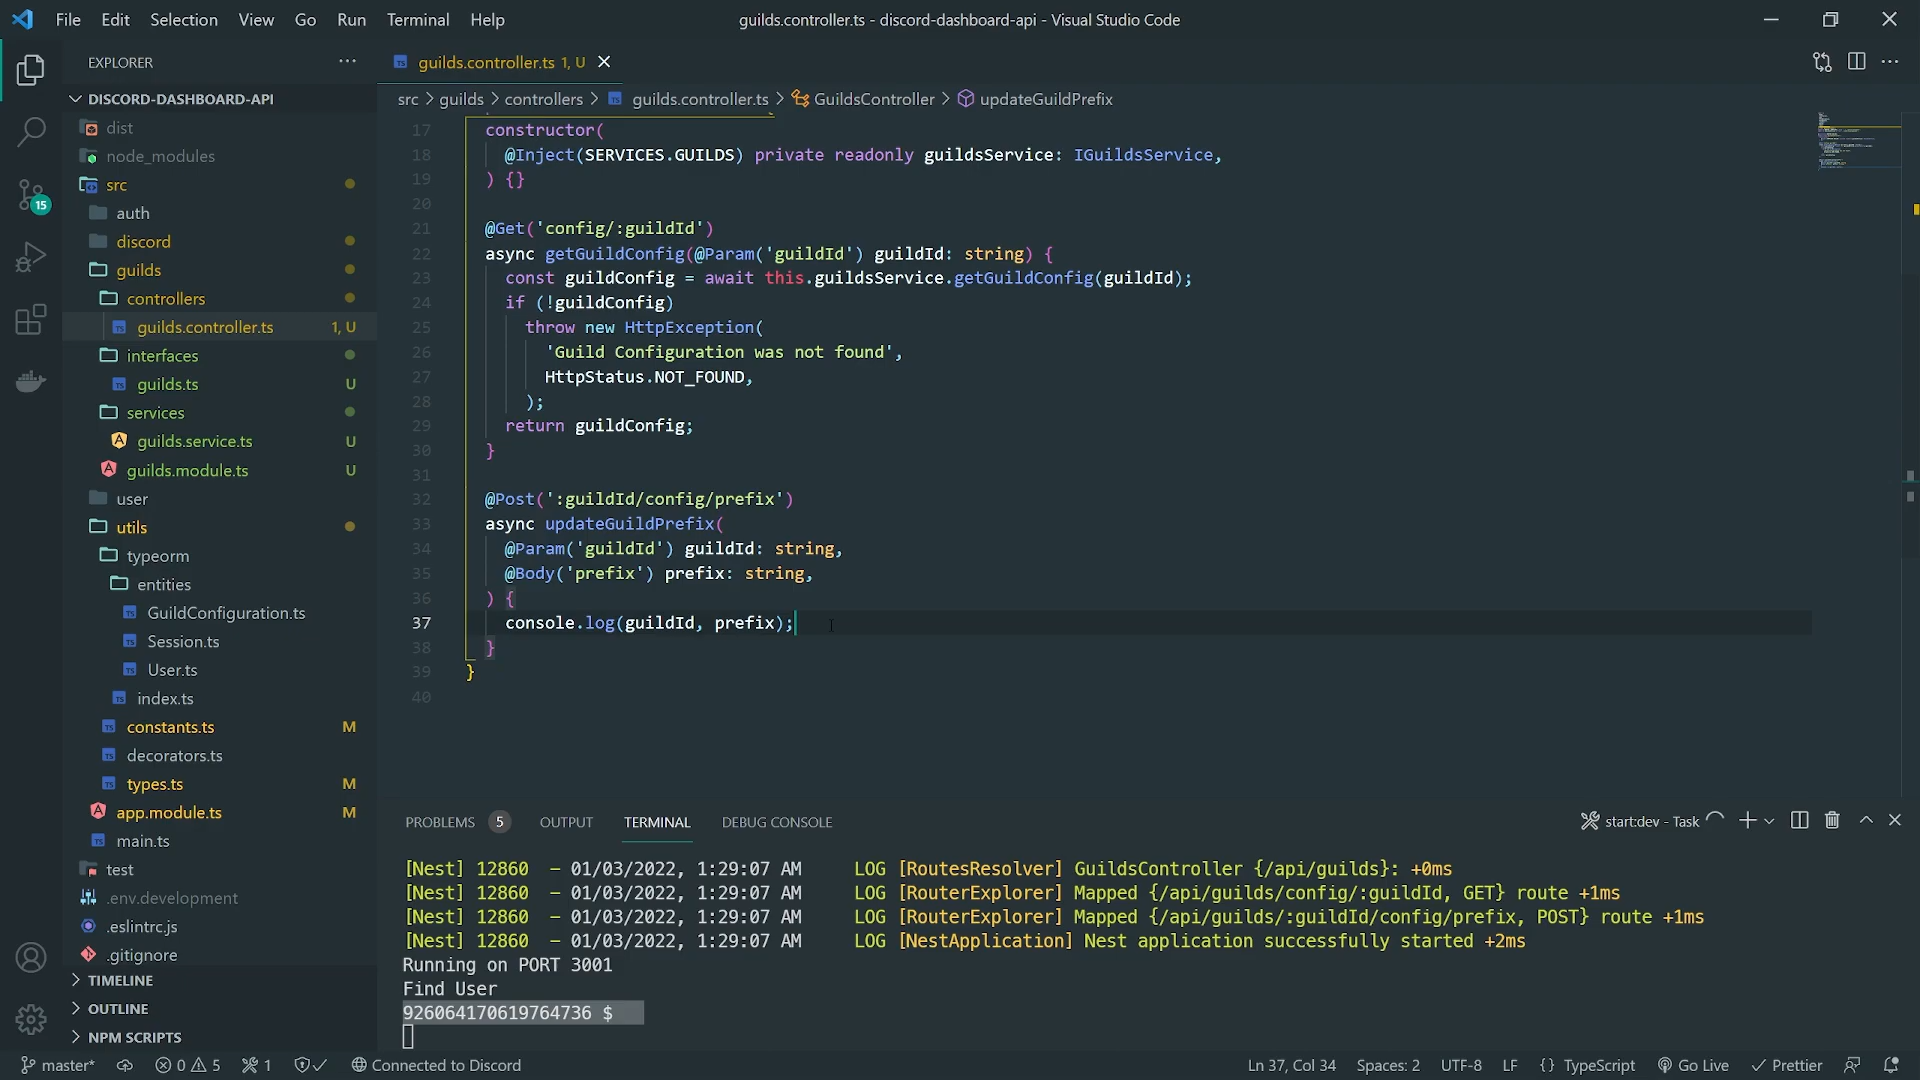 File Edit Selection View Go Run Terminal Help
guilds.controller.ts - discord-dashboard-api - Visual Studio Code
EXPLORER
DISCORD-DASHBOARD-API
dist
node_modules
src
15
auth
discord
guilds
controllers
guilds.controller.ts 1, U
interfaces
guilds.ts U
services
guilds.service.ts U
guilds.module.ts U
user
utils
typeorm
entities
GuildConfiguration.ts
Session.ts
User.ts
index.ts
constants.ts M
decorators.ts
types.ts M
app.module.ts M
main.ts
test
.env.development
.eslintrc.js
.gitignore
TIMELINE
OUTLINE
NPM SCRIPTS
guilds.controller.ts 1, U
src > guilds > controllers > guilds.controller.ts > GuildsController > updateGuildPrefix
17 constructor(
18 @Inject(SERVICES.GUILDS) private readonly guildsService: IGuildsService,
19 ) {}
20
21 @Get('config/:guildId')
22 async getGuildConfig(@Param('guildId') guildId: string) {
23 const guildConfig = await this.guildsService.getGuildConfig(guildId);
24 if (!guildConfig)
25 throw new HttpException(
26 'Guild Configuration was not found',
27 HttpStatus.NOT_FOUND,
28 );
29 return guildConfig;
30 }
31
32 @Post(':guildId/config/prefix')
33 async updateGuildPrefix(
34 @Param('guildId') guildId: string,
35 @Body('prefix') prefix: string,
36 ) {
37 console.log(guildId, prefix);
38 }
39 }
40
PROBLEMS 5 OUTPUT TERMINAL DEBUG CONSOLE
start:dev - Task
[Nest] 12860 - 01/03/2022, 1:29:07 AM LOG [RoutesResolver] GuildsController {/api/guilds}: +0ms
[Nest] 12860 - 01/03/2022, 1:29:07 AM LOG [RouterExplorer] Mapped {/api/guilds/config/:guildId, GET} route +1ms
[Nest] 12860 - 01/03/2022, 1:29:07 AM LOG [RouterExplorer] Mapped {/api/guilds/:guildId/config/prefix, POST} route +1ms
[Nest] 12860 - 01/03/2022, 1:29:07 AM LOG [NestApplication] Nest application successfully started +2ms
Running on PORT 3001
Find User
926064170619764736 $
master* 0 5 1 Connected to Discord Ln 37, Col 34 Spaces: 2 UTF-8 LF {} TypeScript Go Live Prettier